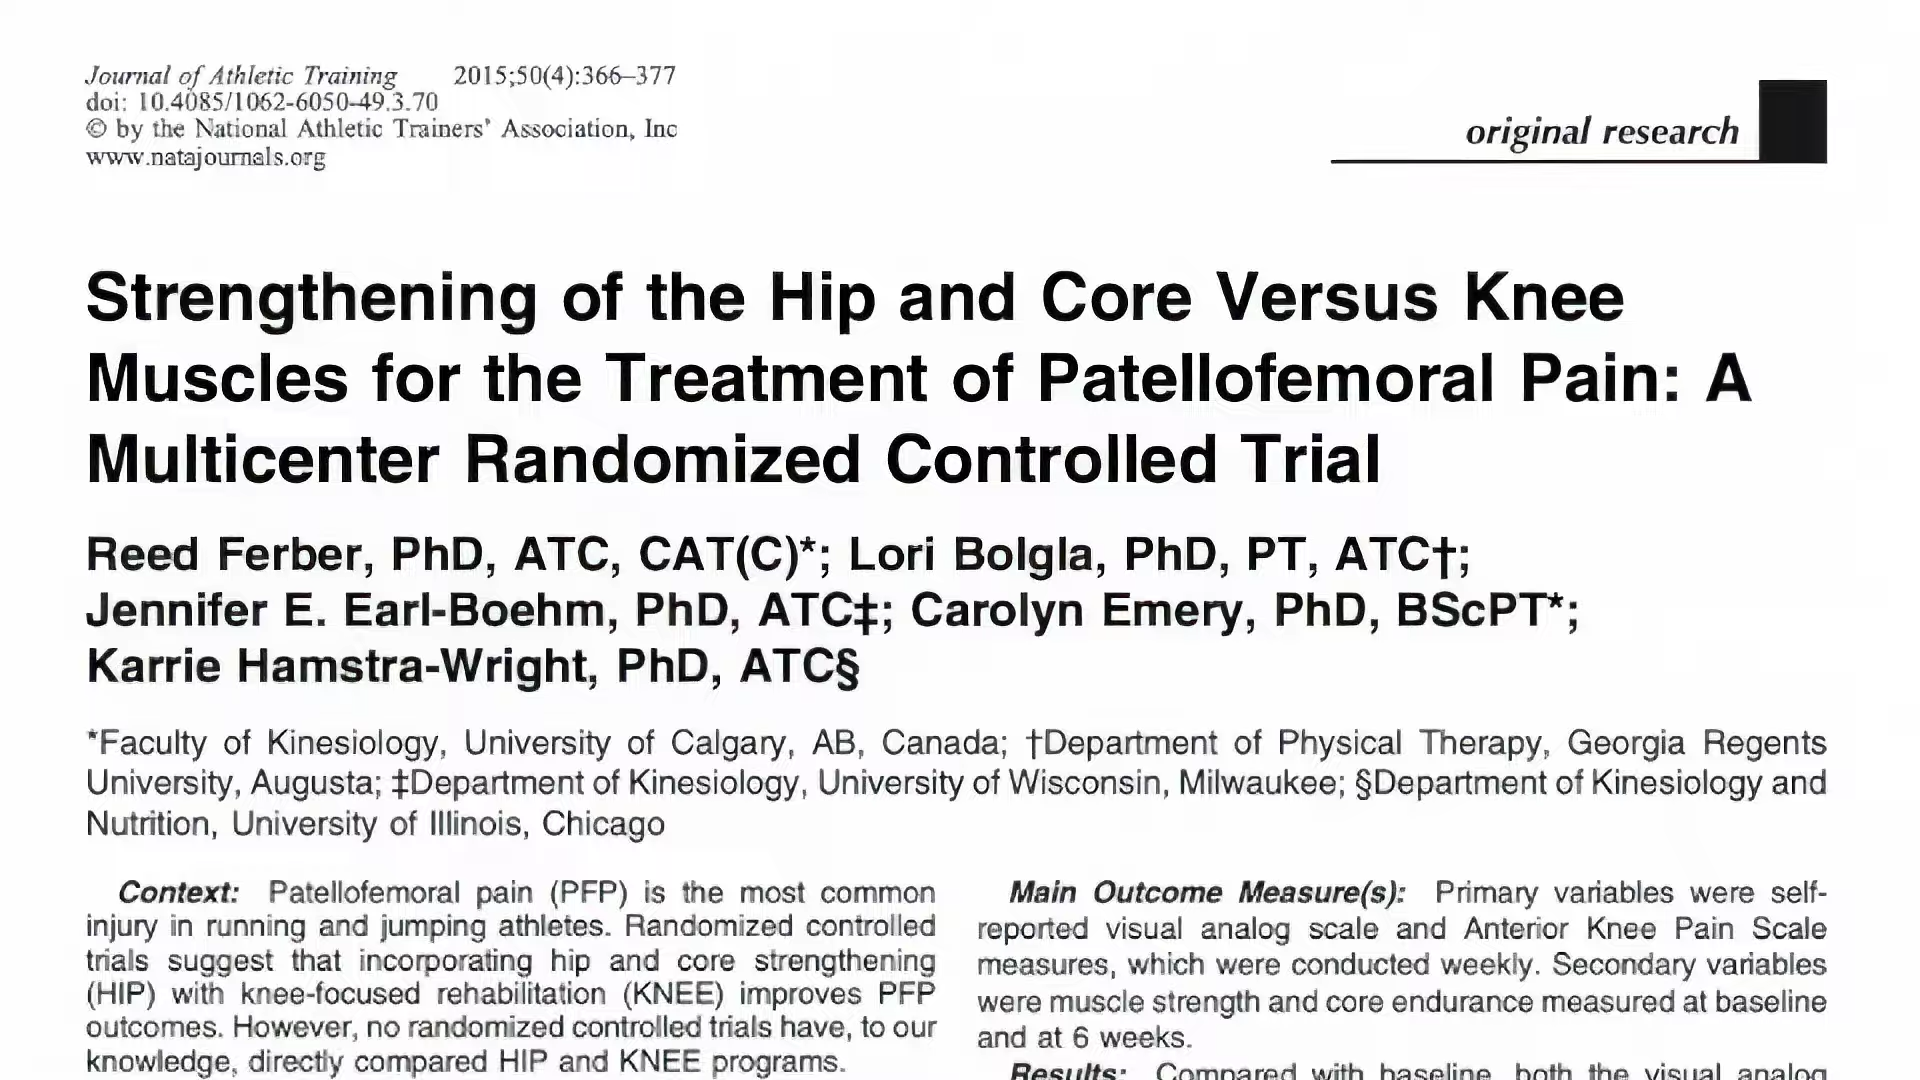 Journal of Athletic Training 2015;50(4):366–377
doi: 10.4085/1062-6050-49.3.70
© by the National Athletic Trainers' Association, Inc
www.natajournals.org
original research
Strengthening of the Hip and Core Versus Knee
Muscles for the Treatment of Patellofemoral Pain: A
Multicenter Randomized Controlled Trial
Reed Ferber, PhD, ATC, CAT(C)*; Lori Bolgla, PhD, PT, ATC†;
Jennifer E. Earl-Boehm, PhD, ATC‡; Carolyn Emery, PhD, BScPT*;
Karrie Hamstra-Wright, PhD, ATC§
*Faculty of Kinesiology, University of Calgary, AB, Canada; †Department of Physical Therapy, Georgia Regents
University, Augusta; ‡Department of Kinesiology, University of Wisconsin, Milwaukee; §Department of Kinesiology and
Nutrition, University of Illinois, Chicago
Context: Patellofemoral pain (PFP) is the most common
injury in running and jumping athletes. Randomized controlled
trials suggest that incorporating hip and core strengthening
(HIP) with knee-focused rehabilitation (KNEE) improves PFP
outcomes. However, no randomized controlled trials have, to our
knowledge, directly compared HIP and KNEE programs.
Main Outcome Measure(s): Primary variables were self-
reported visual analog scale and Anterior Knee Pain Scale
measures, which were conducted weekly. Secondary variables
were muscle strength and core endurance measured at baseline
and at 6 weeks.
Results: Compared with baseline, both the visual analog